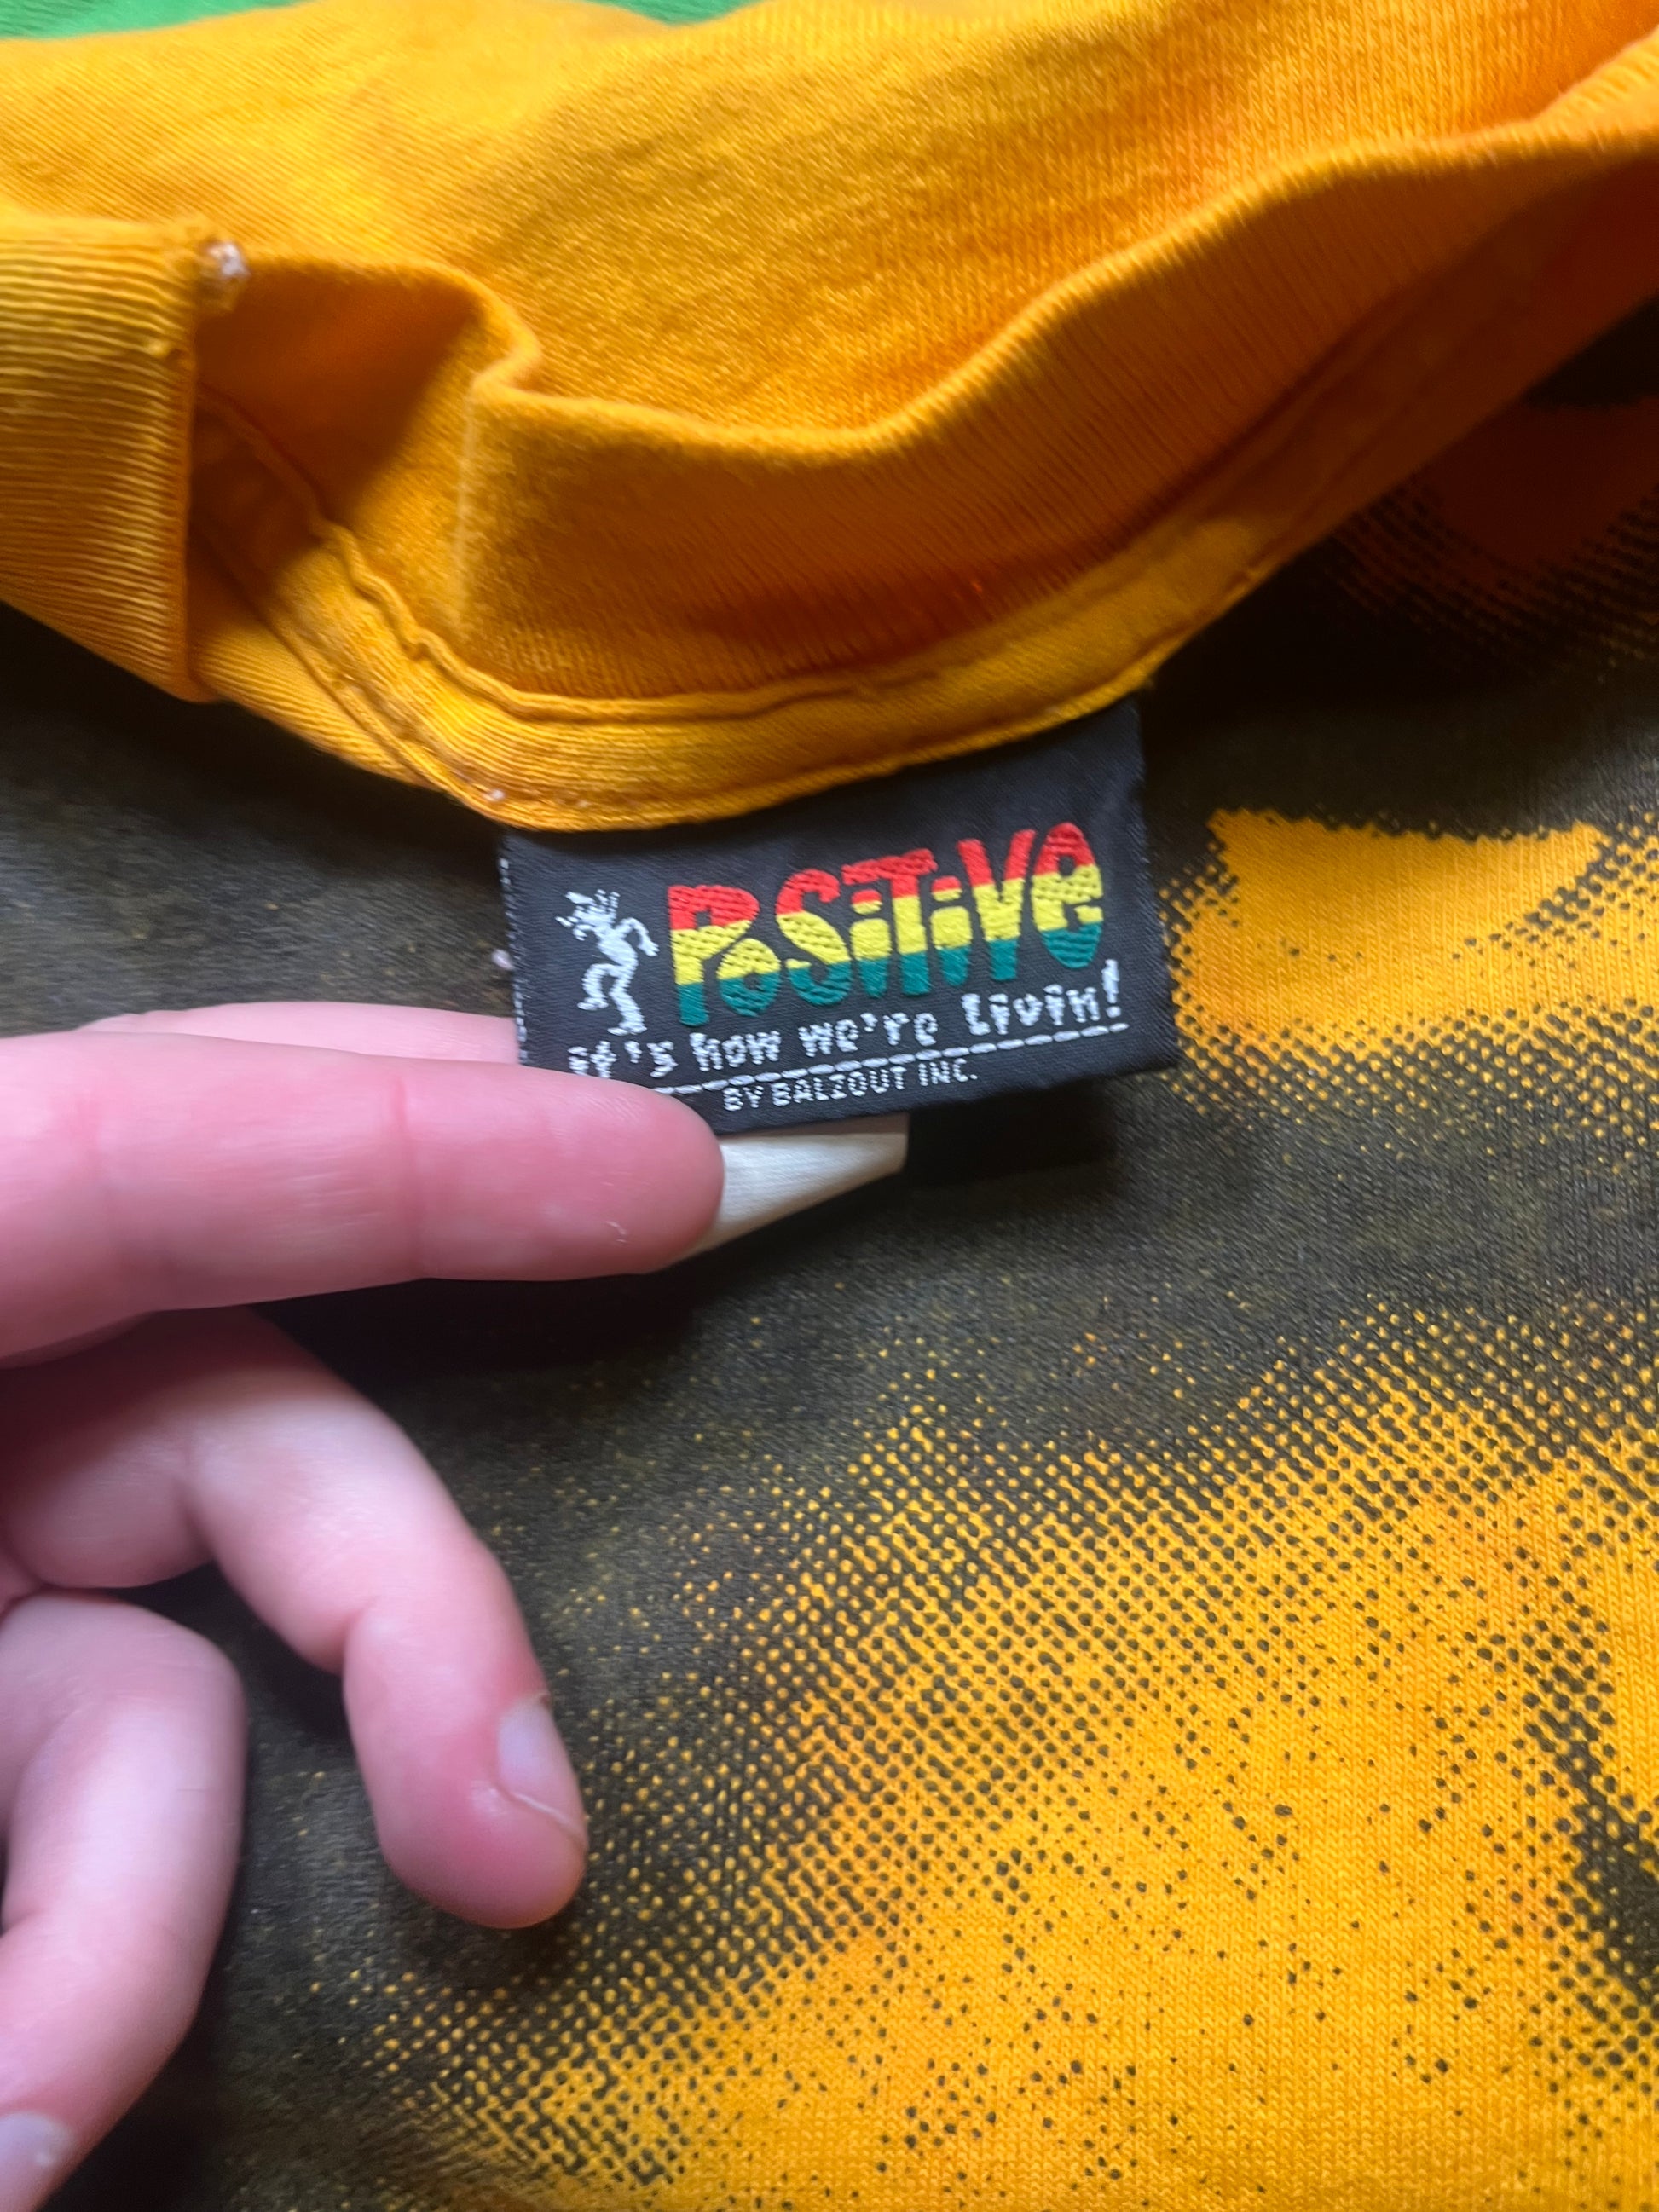 PoSiTiVe
it's how we're Livin!
BY BALZOUT INC.